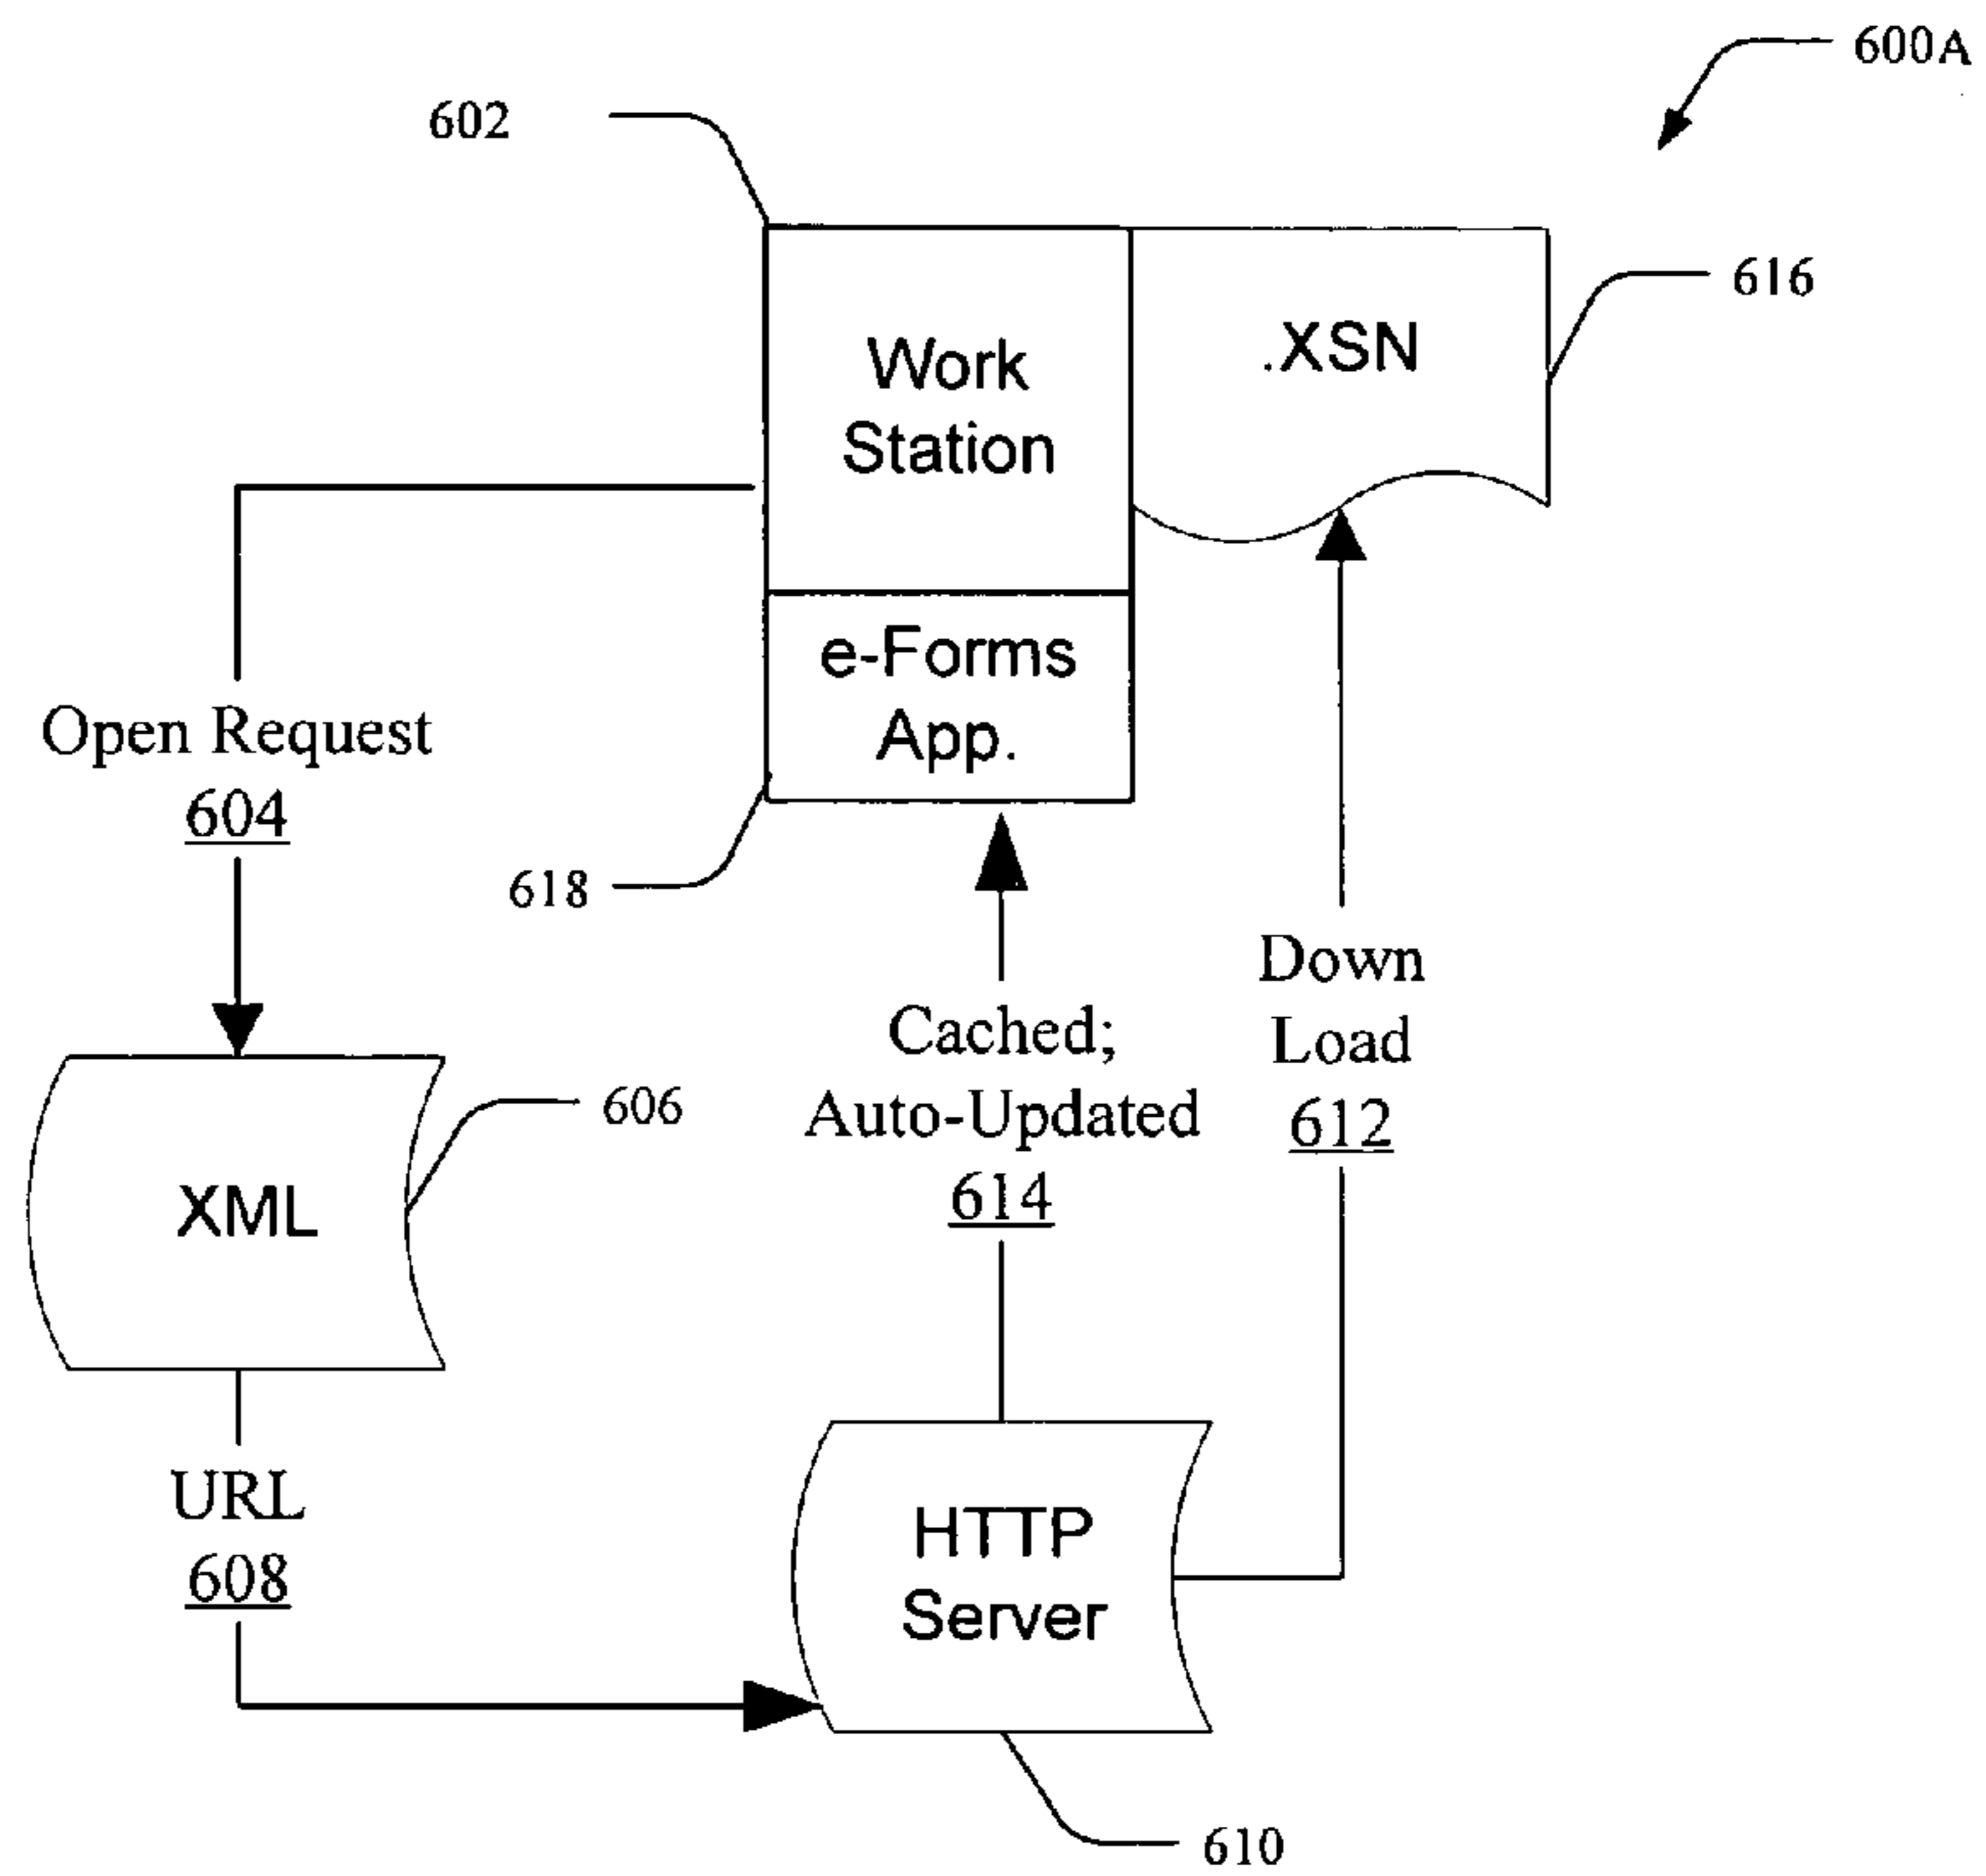 600A
602
616
Work
Station
.XSN
e-Forms
App.
Open Request
604
618
Down
Load
612
Cached;
Auto-Updated
614
606
XML
URL
608
HTTP
Server
610